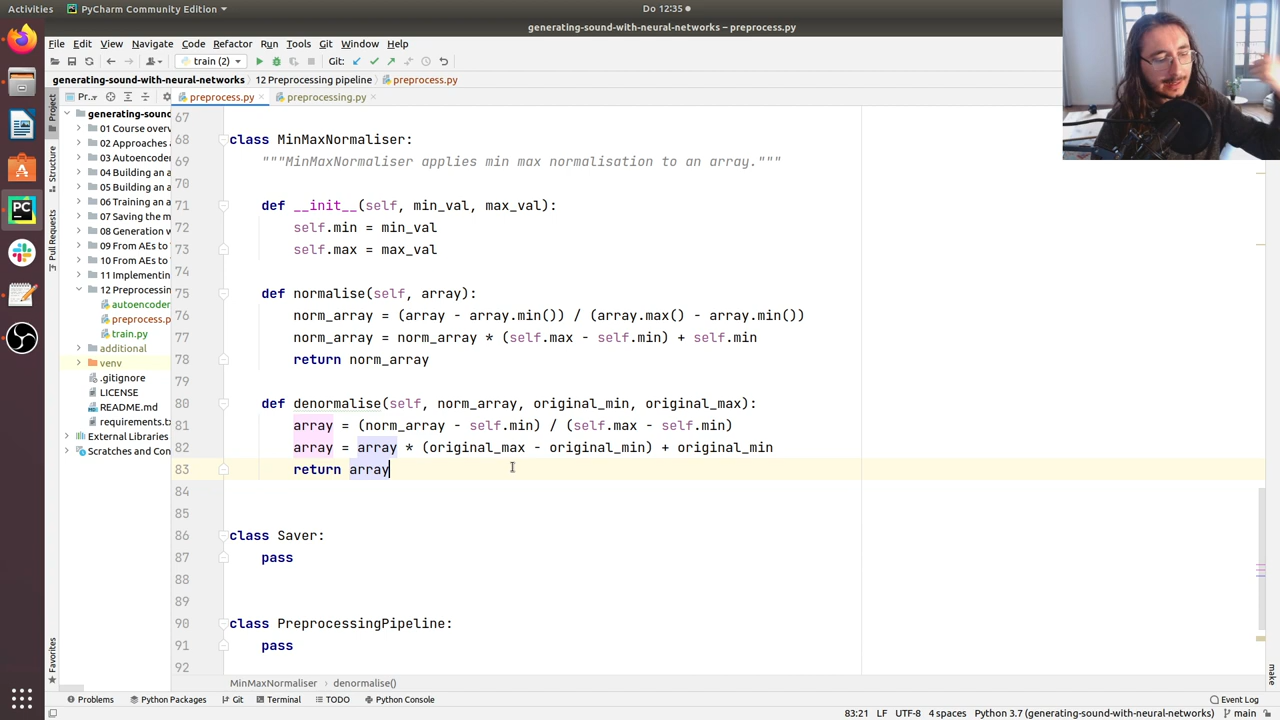 Activities PyCharm Community Edition Do 12:35
generating-sound-with-neural-networks – preprocess.py
File Edit View Navigate Code Refactor Run Tools Git Window Help
train (2) Git:
generating-sound-with-neural-networks 12 Preprocessing pipeline preprocess.py
Project Pr... preprocess.py preprocessing.py
generating-sound
01 Course overv
02 Approaches
03 Autoencoder
04 Building an a
05 Building an a
06 Training an a
07 Saving the m
08 Generation w
09 From AEs to
10 From AEs to
11 Implementin
12 Preprocessin
autoencoder
preprocess.p
train.py
additional
venv
.gitignore
LICENSE
README.md
requirements.tx
External Libraries
Scratches and Con
Structure
Pull Requests
Favorites
67
68 class MinMaxNormaliser:
69 """MinMaxNormaliser applies min max normalisation to an array."""
70
71 def __init__(self, min_val, max_val):
72 self.min = min_val
73 self.max = max_val
74
75 def normalise(self, array):
76 norm_array = (array - array.min()) / (array.max() - array.min())
77 norm_array = norm_array * (self.max - self.min) + self.min
78 return norm_array
79
80 def denormalise(self, norm_array, original_min, original_max):
81 array = (norm_array - self.min) / (self.max - self.min)
82 array = array * (original_max - original_min) + original_min
83 return array
84
85
86 class Saver:
87 pass
88
89
90 class PreprocessingPipeline:
91 pass
92
make
MinMaxNormaliser denormalise()
Problems Python Packages Git Terminal TODO Python Console Event Log
83:21 LF UTF-8 4 spaces Python 3.7 (generating-sound-with-neural-networks) main